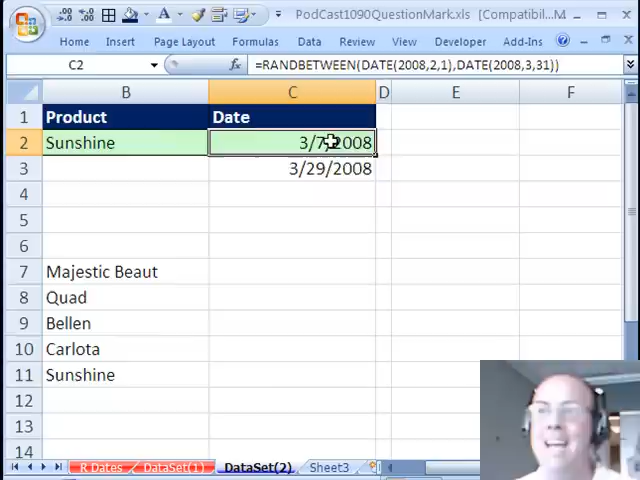 PodCast1090QuestionMark.xls [Compatibil... M...
Home Insert Page Layout Formulas Data Review View Developer Add-Ins
C2 fx =RANDBETWEEN(DATE(2008,2,1),DATE(2008,3,31))
B C D E F
1 Product Date
2 Sunshine 3/7/2008
3 3/29/2008
4
5
6
7 Majestic Beaut
8 Quad
9 Bellen
10 Carlota
11 Sunshine
12
13
14
R Dates DataSet(1) DataSet(2) Sheet3